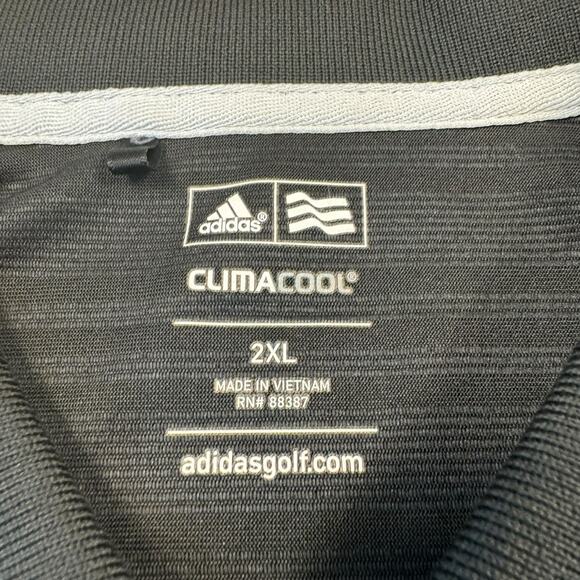 adidas®
CLIMACOOL®
2XL
MADE IN VIETNAM
RN# 88387
adidasgolf.com